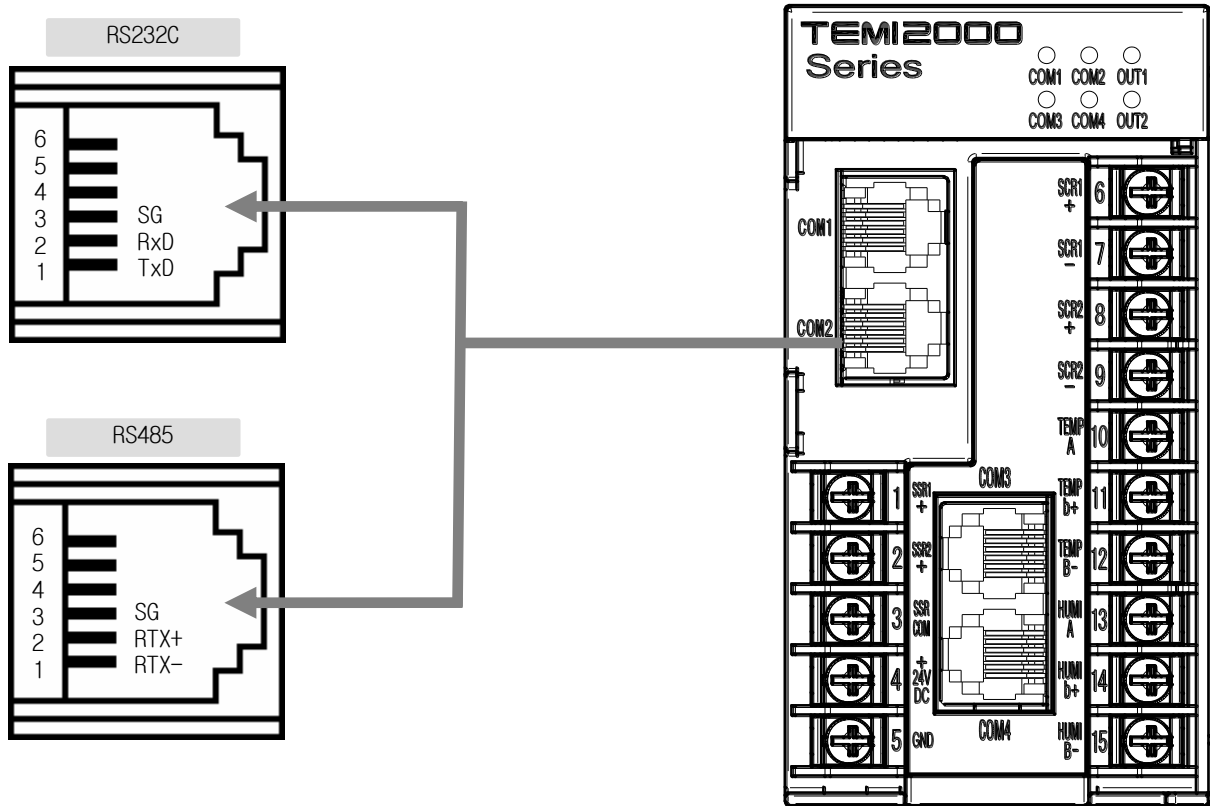 RS232C
6
5
4
3
2
1
SG
RxD
TxD
RS485
6
5
4
3
2
1
SG
RTX+
RTX-
TEMI2000
Series
COM1 COM2 OUT1
COM3 COM4 OUT2
COM1
COM2
SCR1
+
6
SCR1
-
7
SCR2
+
8
SCR2
-
9
TEMP
A
10
TEMP
b+
11
TEMP
B-
12
HUMI
A
13
HUMI
b+
14
HUMI
B-
15
COM3
1
SSR1
+
2
SSR2
+
3
SSR
COM
4
+
24V
DC
5
GND
COM4